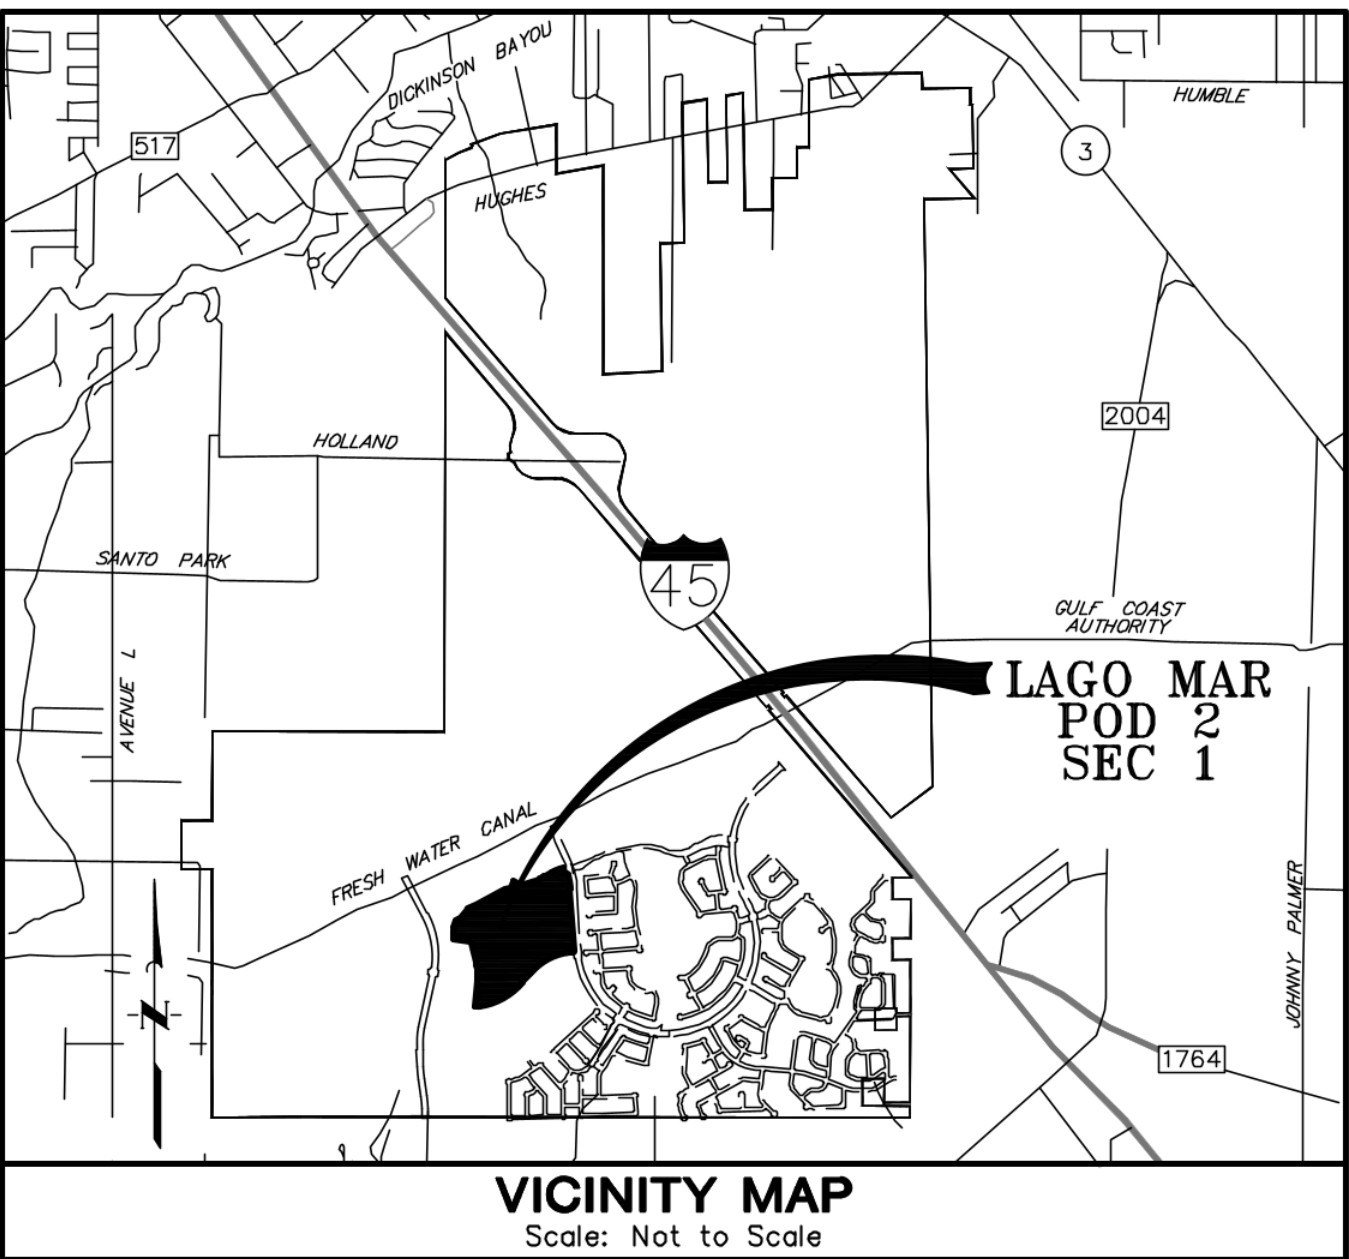 DICKINSON BAYOU
HUMBLE
517
3
HUGHES
2004
HOLLAND
SANTO PARK
45
GULF COAST
AUTHORITY
AVENUE L
LAGO MAR
POD 2
SEC 1
FRESH WATER CANAL
JOHNNY PALMER
N
1764
VICINITY MAP
Scale: Not to Scale